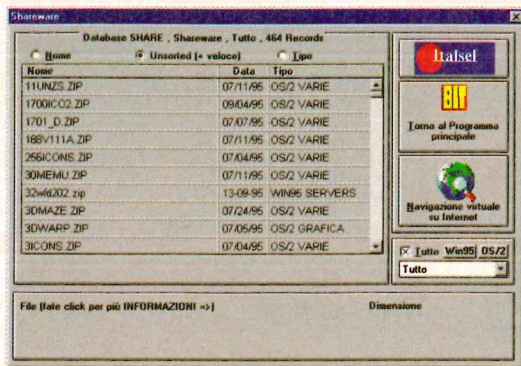 Shareware
Database SHARE , Shareware , Tutto , 464 Records
Nome Unsorted (+ veloce) Tipo
Nome Data Tipo
11UNZS.ZIP 07/11/95 OS/2 VARIE
1700ICO2.ZIP 09/04/95 OS/2 VARIE
1701_D.ZIP 07/07/95 OS/2 VARIE
188V111A.ZIP 07/11/95 OS/2 VARIE
256ICONS.ZIP 07/04/95 OS/2 VARIE
30MEMU.ZIP 07/11/95 OS/2 VARIE
32wfd202.zip 13-09-95 WIN95 SERVERS
3DMAZE.ZIP 07/24/95 OS/2 VARIE
3DWARP.ZIP 07/05/95 OS/2 GRAFICA
3ICONS.ZIP 07/04/95 OS/2 VARIE
Italsel
BIT
Torna al Programma
principale
Navigazione virtuale
su Internet
Tutto Win95 OS/2
Tutto
File (fate click per più INFORMAZIONI =>) Dimensione